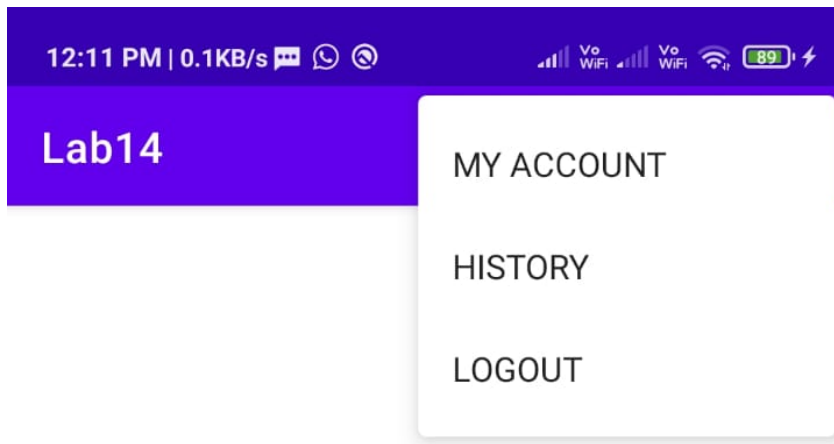 12:11 PM | 0.1KB/s Vo WiFi Vo WiFi 89
Lab14
MY ACCOUNT
HISTORY
LOGOUT